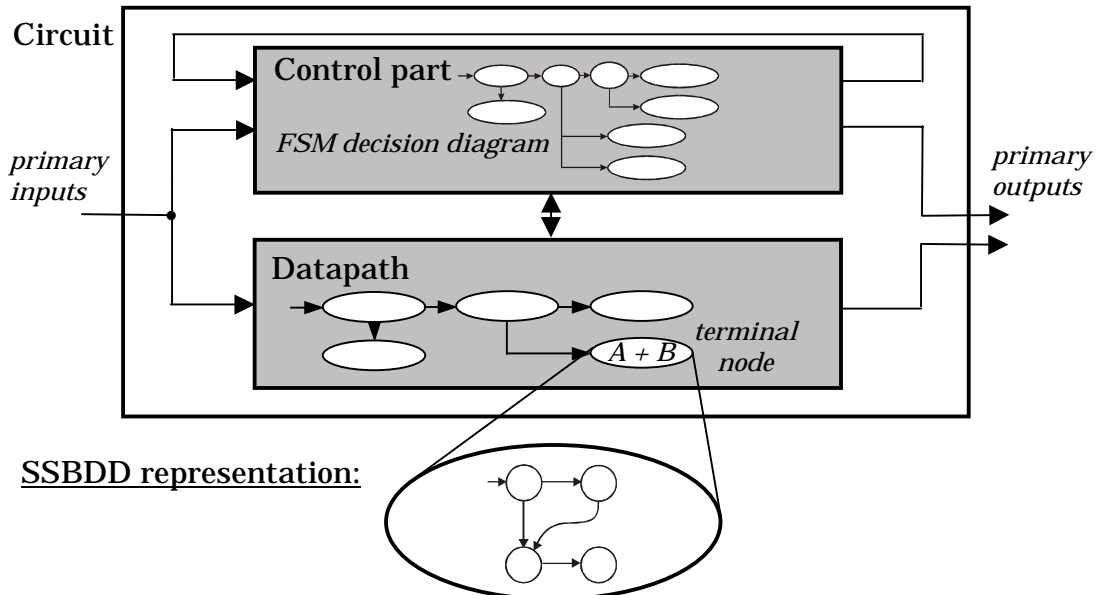 Circuit
Control part
FSM decision diagram
primary
inputs
primary
outputs
Datapath
terminal
node
A + B
SSBDD representation: